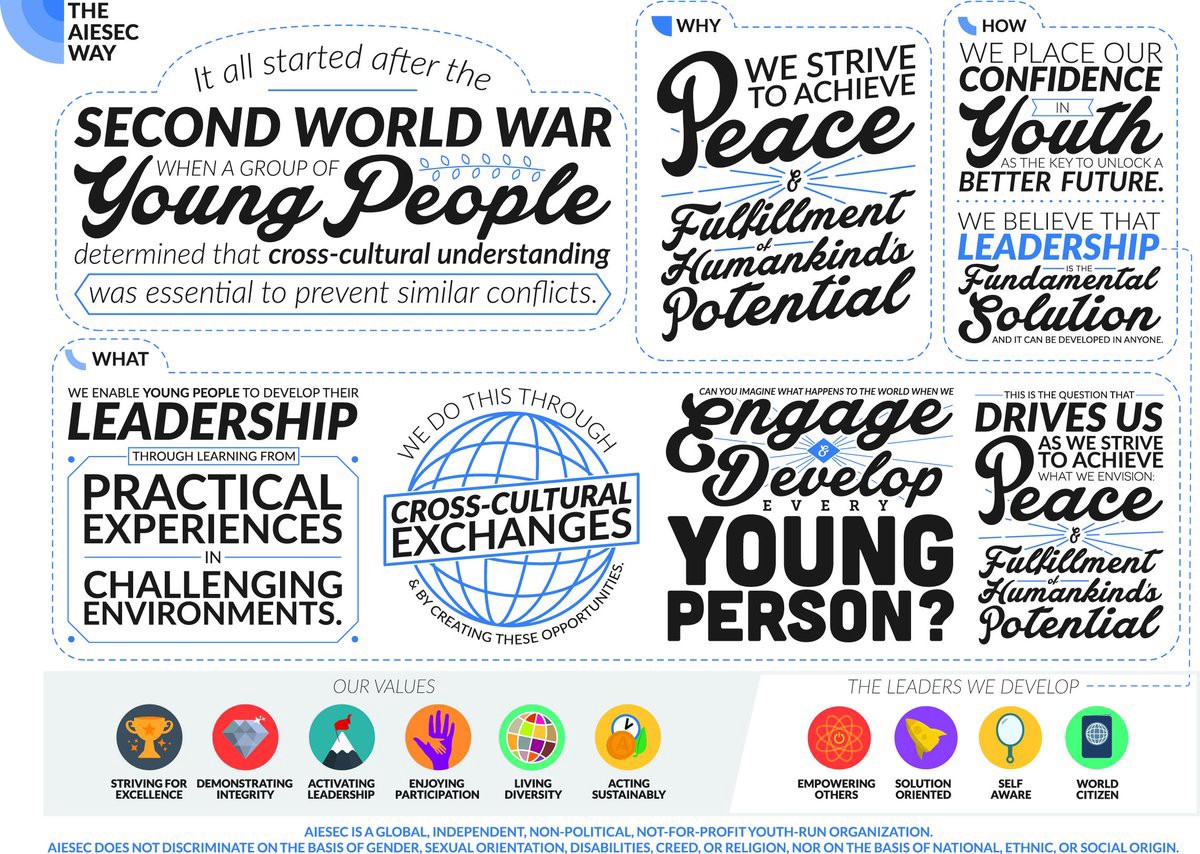 THE
AIESEC
WAY
It all started after the
SECOND WORLD WAR
WHEN A GROUP OF
Young People
determined that cross-cultural understanding
was essential to prevent similar conflicts.
WHY
WE STRIVE
TO ACHIEVE
Peace
&
Fulfillment
of
Humankind's
Potential
HOW
WE PLACE OUR
CONFIDENCE
IN
Youth
AS THE KEY TO UNLOCK A
BETTER FUTURE.
WE BELIEVE THAT
LEADERSHIP
IS THE
Fundamental
Solution
AND IT CAN BE DEVELOPED IN ANYONE.
WHAT
WE ENABLE YOUNG PEOPLE TO DEVELOP THEIR
LEADERSHIP
THROUGH LEARNING FROM
PRACTICAL
EXPERIENCES
IN
CHALLENGING
ENVIRONMENTS.
WE DO THIS THROUGH
CROSS-CULTURAL
EXCHANGES
& BY CREATING THESE OPPORTUNITIES.
CAN YOU IMAGINE WHAT HAPPENS TO THE WORLD WHEN WE
Engage
&
Develop
EVERY
YOUNG
PERSON?
THIS IS THE QUESTION THAT
DRIVES US
AS WE STRIVE
TO ACHIEVE
WHAT WE ENVISION:
Peace
&
Fulfillment
of
Humankind's
Potential
OUR VALUES
STRIVING FOR
EXCELLENCE
DEMONSTRATING
INTEGRITY
ACTIVATING
LEADERSHIP
ENJOYING
PARTICIPATION
LIVING
DIVERSITY
ACTING
SUSTAINABLY
THE LEADERS WE DEVELOP
EMPOWERING
OTHERS
SOLUTION
ORIENTED
SELF
AWARE
WORLD
CITIZEN
AIESEC IS A GLOBAL, INDEPENDENT, NON-POLITICAL, NOT-FOR-PROFIT YOUTH-RUN ORGANIZATION.
AIESEC DOES NOT DISCRIMINATE ON THE BASIS OF GENDER, SEXUAL ORIENTATION, DISABILITIES, CREED, OR RELIGION, NOR ON THE BASIS OF NATIONAL, ETHNIC, OR SOCIAL ORIGIN.